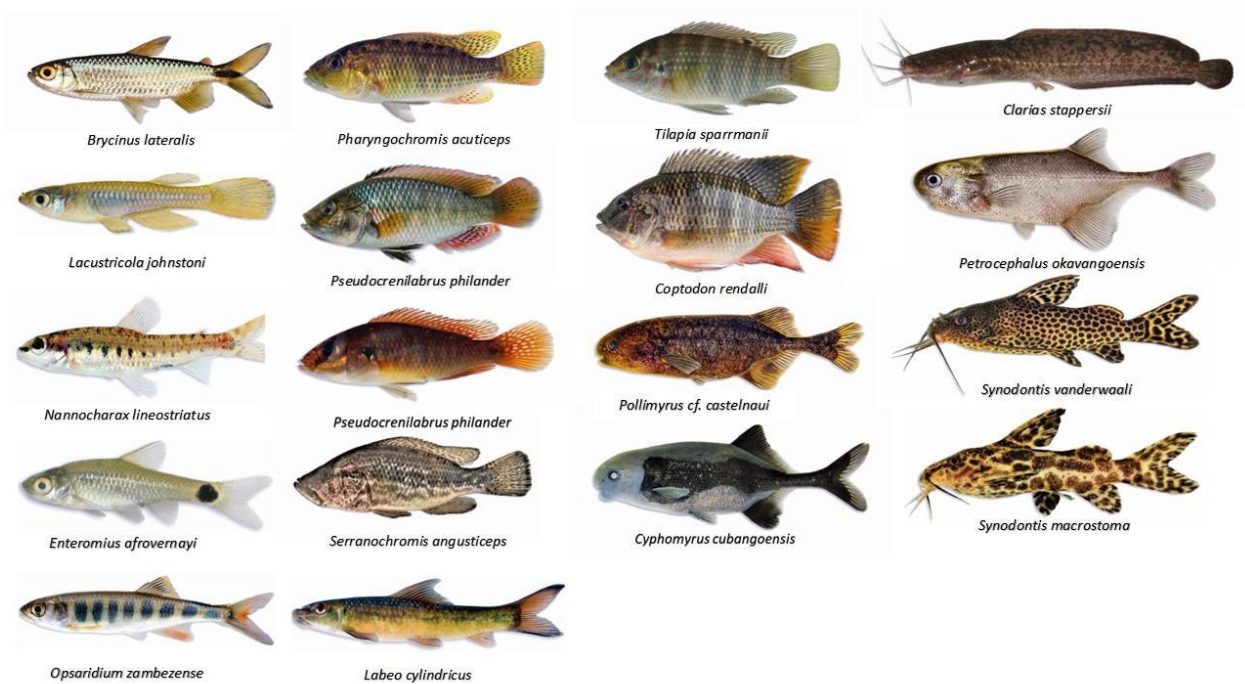 Brycinus lateralis
Pharyngochromis acuticeps
Tilapia sparrmanii
Clarias stappersii
Lacustricola johnstoni
Pseudocrenilabrus philander
Coptodon rendalli
Petrocephalus okavangoensis
Nannocharax lineostriatus
Pseudocrenilabrus philander
Pollimyrus cf. castelnaui
Synodontis vanderwaali
Enteromius afrovernayi
Serranochromis angusticeps
Cyphomyrus cubangoensis
Synodontis macrostoma
Opsaridium zambezense
Labeo cylindricus